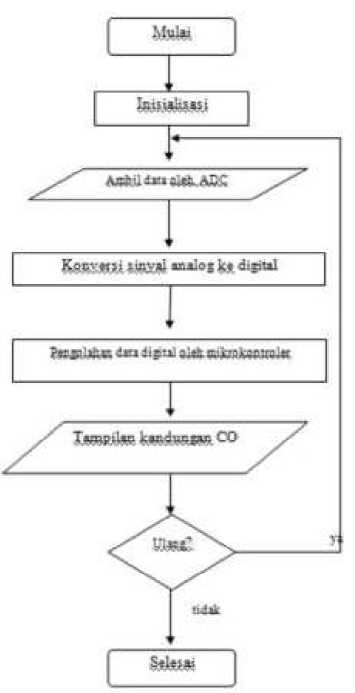 Mulai
Inisialisasi
Ambil data oleh ADC
Konversi sinyal analog ke digital
Pengolahan data digital oleh mikrokontroler
Tampilan kandungan CO
Ulang?
ya
tidak
Selesai